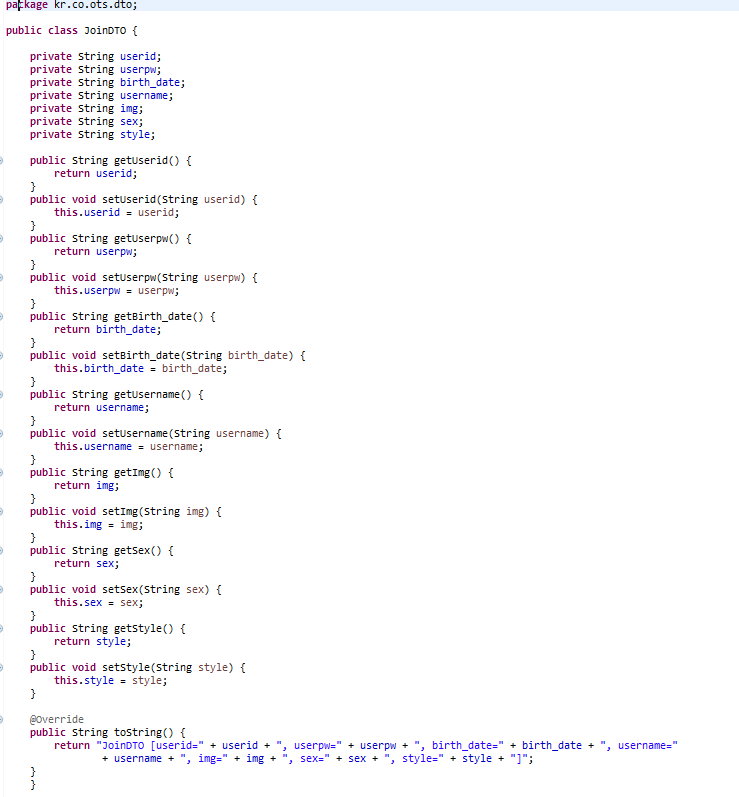 package kr.co.ots.dto;
public class JoinDTO {
private String userid;
private String userpw;
private String birth_date;
private String username;
private String img;
private String sex;
private String style;
public String getUserid() {
return userid;
}
public void setUserid(String userid) {
this.userid = userid;
}
public String getUserpw() {
return userpw;
}
public void setUserpw(String userpw) {
this.userpw = userpw;
}
public String getBirth_date() {
return birth_date;
}
public void setBirth_date(String birth_date) {
this.birth_date = birth_date;
}
public String getUsername() {
return username;
}
public void setUsername(String username) {
this.username = username;
}
public String getImg() {
return img;
}
public void setImg(String img) {
this.img = img;
}
public String getSex() {
return sex;
}
public void setSex(String sex) {
this.sex = sex;
}
public String getStyle() {
return style;
}
public void setStyle(String style) {
this.style = style;
}
@Override
public String toString() {
return "JoinDTO [userid=" + userid + ", userpw=" + userpw + ", birth_date=" + birth_date + ", username="
+ username + ", img=" + img + ", sex=" + sex + ", style=" + style + "]";
}
}